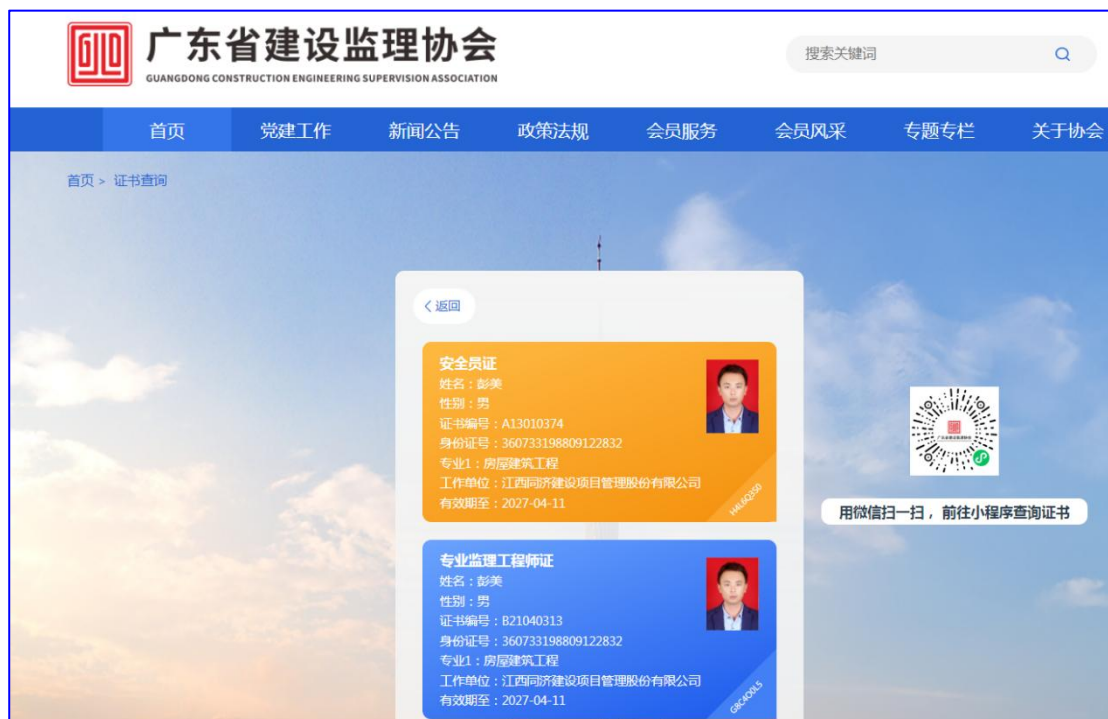 广东省建设监理协会
GUANGDONG CONSTRUCTION ENGINEERING SUPERVISION ASSOCIATION
搜索关键词
首页 党建工作 新闻公告 政策法规 会员服务 会员风采 专题专栏 关于协会
首页 > 证书查询
返回
安全员证
姓名：彭美
性别：男
证书编号：A13010374
身份证号：360733198809122832
专业1：房屋建筑工程
工作单位：江西同济建设项目管理股份有限公司
有效期至：2027-04-11
H4L6Q3SD
用微信扫一扫，前往小程序查询证书
专业监理工程师证
姓名：彭美
性别：男
证书编号：B21040313
身份证号：360733198809122832
专业1：房屋建筑工程
工作单位：江西同济建设项目管理股份有限公司
有效期至：2027-04-11